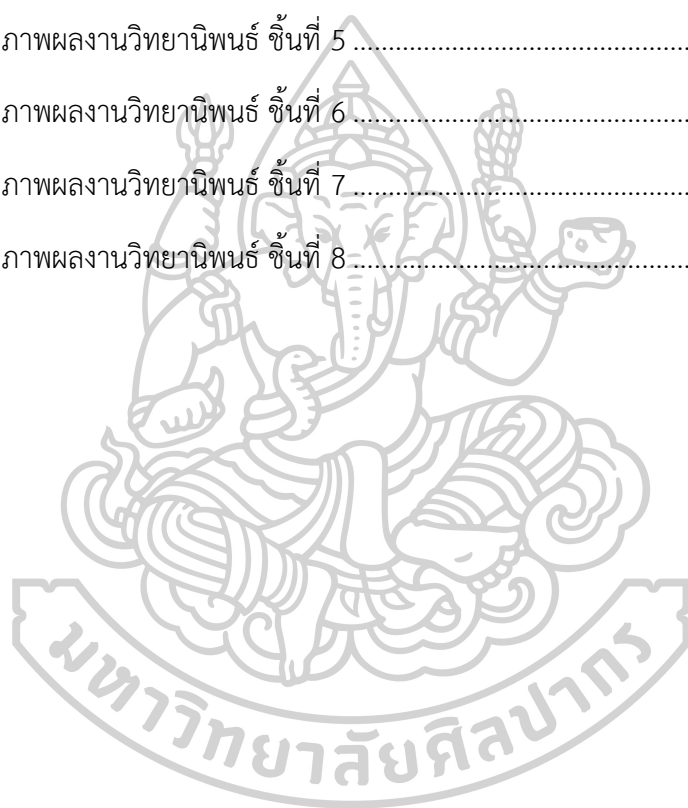 ภาพผลงานวิทยานิพนธ์ ชิ้นที่ 5 ................................................
ภาพผลงานวิทยานิพนธ์ ชิ้นที่ 6 ................................................
ภาพผลงานวิทยานิพนธ์ ชิ้นที่ 7 ................................................
ภาพผลงานวิทยานิพนธ์ ชิ้นที่ 8 ................................................
มหาวิทยาลัยศิลปากร